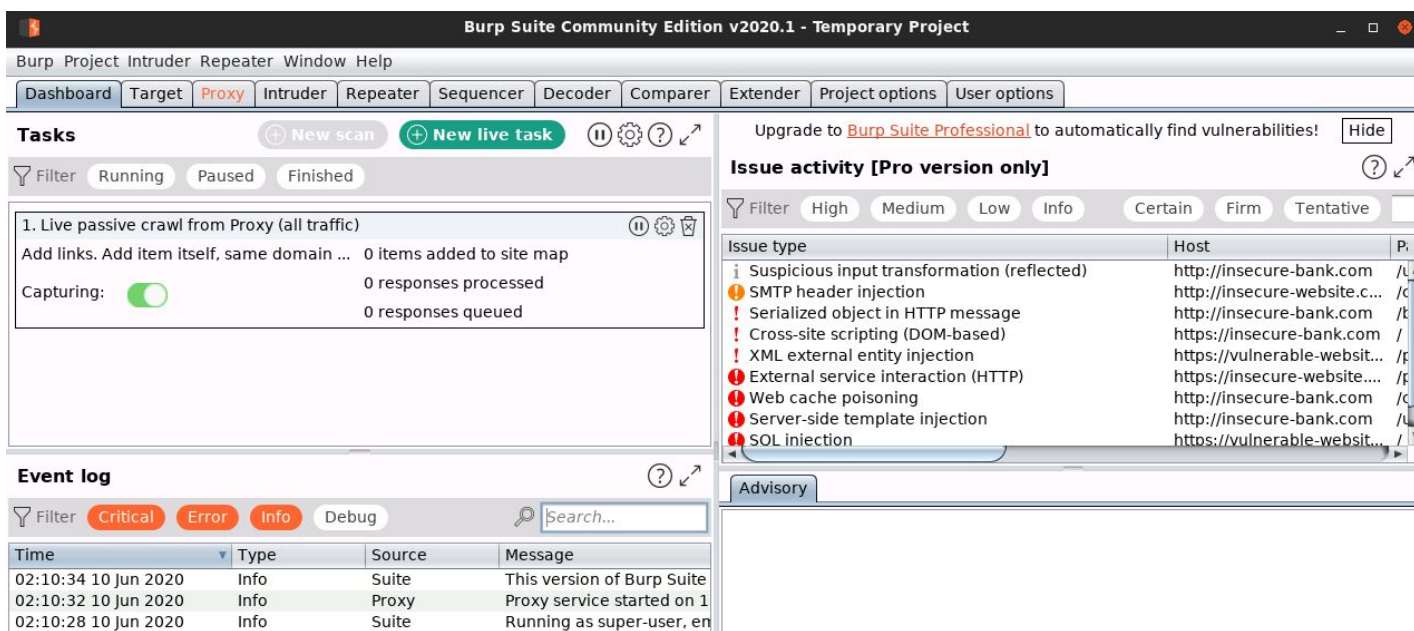 Burp Suite Community Edition v2020.1 - Temporary Project
Burp Project Intruder Repeater Window Help
Dashboard Target Proxy Intruder Repeater Sequencer Decoder Comparer Extender Project options User options
Tasks
New scan
New live task
Filter Running Paused Finished
1. Live passive crawl from Proxy (all traffic)
Add links. Add item itself, same domain ... 0 items added to site map
Capturing:
0 responses processed
0 responses queued
Event log
Filter Critical Error Info Debug Search...
Time Type Source Message
02:10:34 10 Jun 2020 Info Suite This version of Burp Suite
02:10:32 10 Jun 2020 Info Proxy Proxy service started on 1
02:10:28 10 Jun 2020 Info Suite Running as super-user, em
Upgrade to Burp Suite Professional to automatically find vulnerabilities! Hide
Issue activity [Pro version only]
Filter High Medium Low Info Certain Firm Tentative
Issue type Host
Suspicious input transformation (reflected) http://insecure-bank.com
SMTP header injection http://insecure-website.c...
Serialized object in HTTP message http://insecure-bank.com
Cross-site scripting (DOM-based) https://insecure-bank.com /
XML external entity injection https://vulnerable-websit...
External service interaction (HTTP) https://insecure-website....
Web cache poisoning http://insecure-bank.com
Server-side template injection http://insecure-bank.com
SQL injection https://vulnerable-websit... /
Advisory